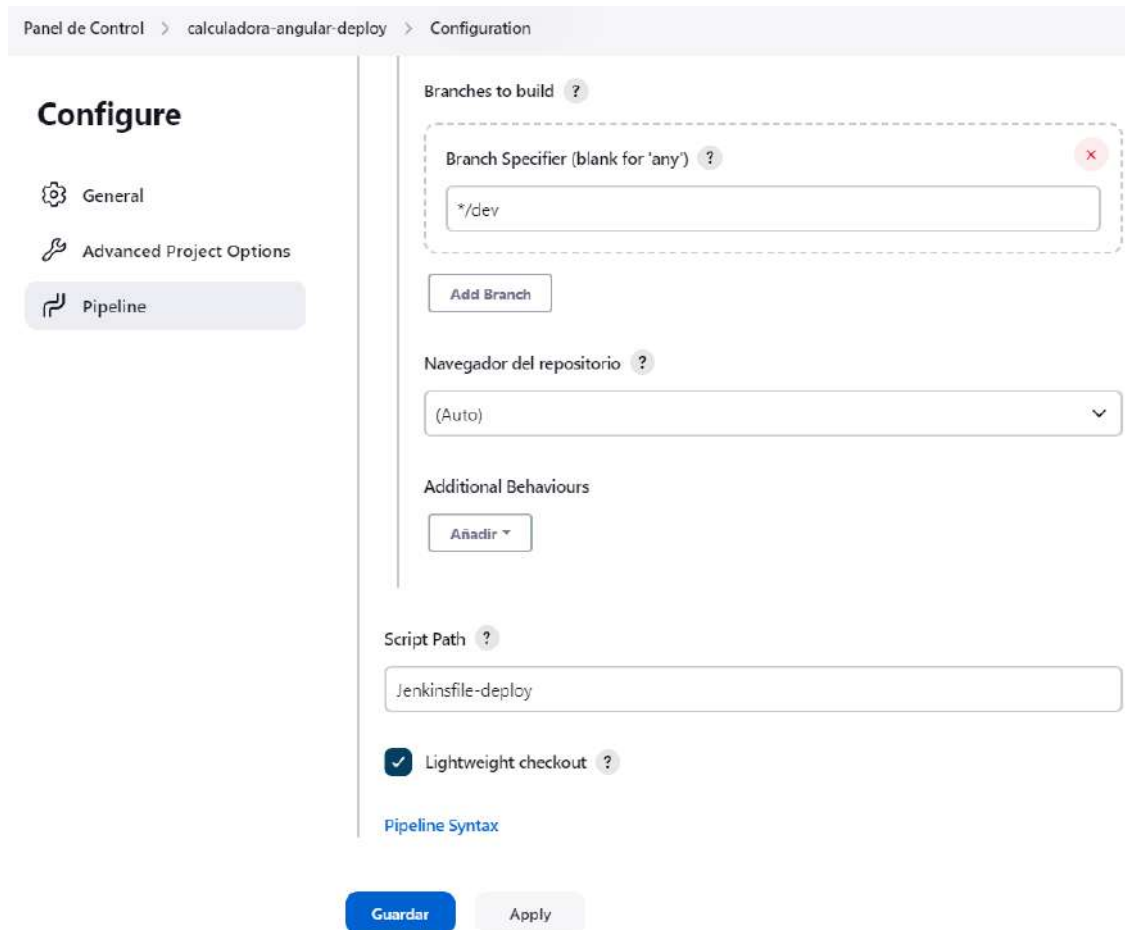 Panel de Control > calculadora-angular-deploy > Configuration
Configure
General
Advanced Project Options
Pipeline
Branches to build ?
Branch Specifier (blank for 'any') ?
*/dev
Add Branch
Navegador del repositorio ?
(Auto)
Additional Behaviours
Añadir
Script Path ?
Jenkinsfile-deploy
Lightweight checkout ?
Pipeline Syntax
Guardar
Apply